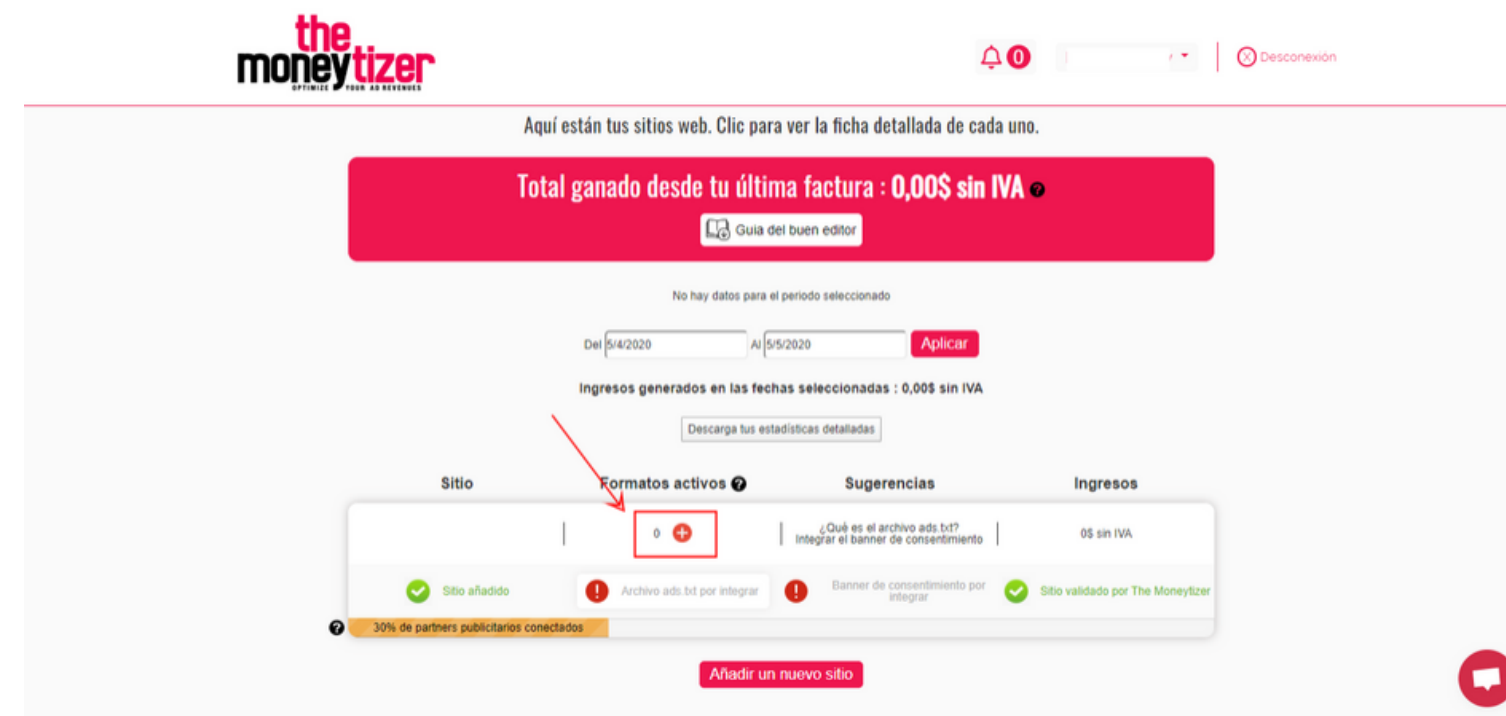 the
moneytizer
OPTIMIZE YOUR AD REVENUES
0
Desconexión
Aquí están tus sitios web. Clic para ver la ficha detallada de cada uno.
Total ganado desde tu última factura : 0,00$ sin IVA ?
Guia del buen editor
No hay datos para el periodo seleccionado
Del 5/4/2020 Al 5/5/2020 Aplicar
Ingresos generados en las fechas seleccionadas : 0,00$ sin IVA
Descarga tus estadísticas detalladas
Sitio Formatos activos ? Sugerencias Ingresos
0 ¿Qué es el archivo ads.txt? 0$ sin IVA
Integrar el banner de consentimiento
Sitio añadido ! Archivo ads.txt por integrar ! Banner de consentimiento por Sitio validado por The Moneytizer
integrar
? 30% de partners publicitarios conectados
Añadir un nuevo sitio